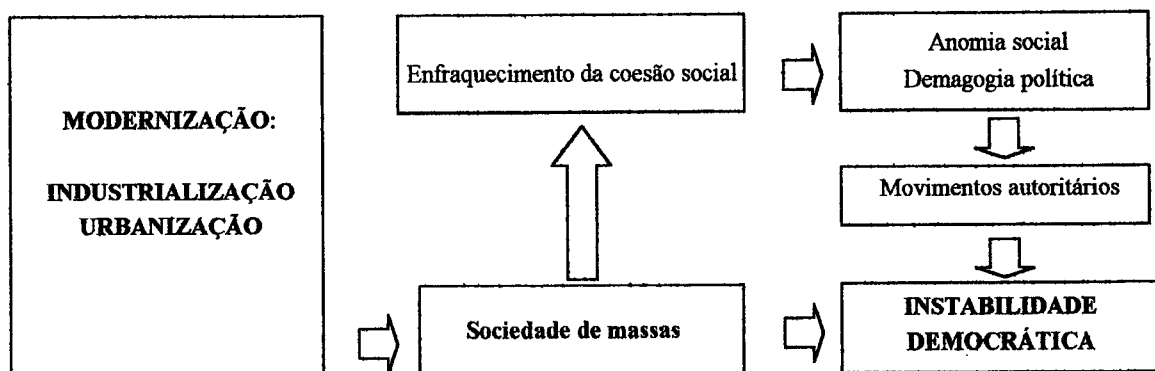 MODERNIZAÇÃO:
INDUSTRIALIZAÇÃO
URBANIZAÇÃO
Enfraquecimento da coesão social
Anomia social
Demagogia política
Movimentos autoritários
Sociedade de massas
INSTABILIDADE
DEMOCRÁTICA